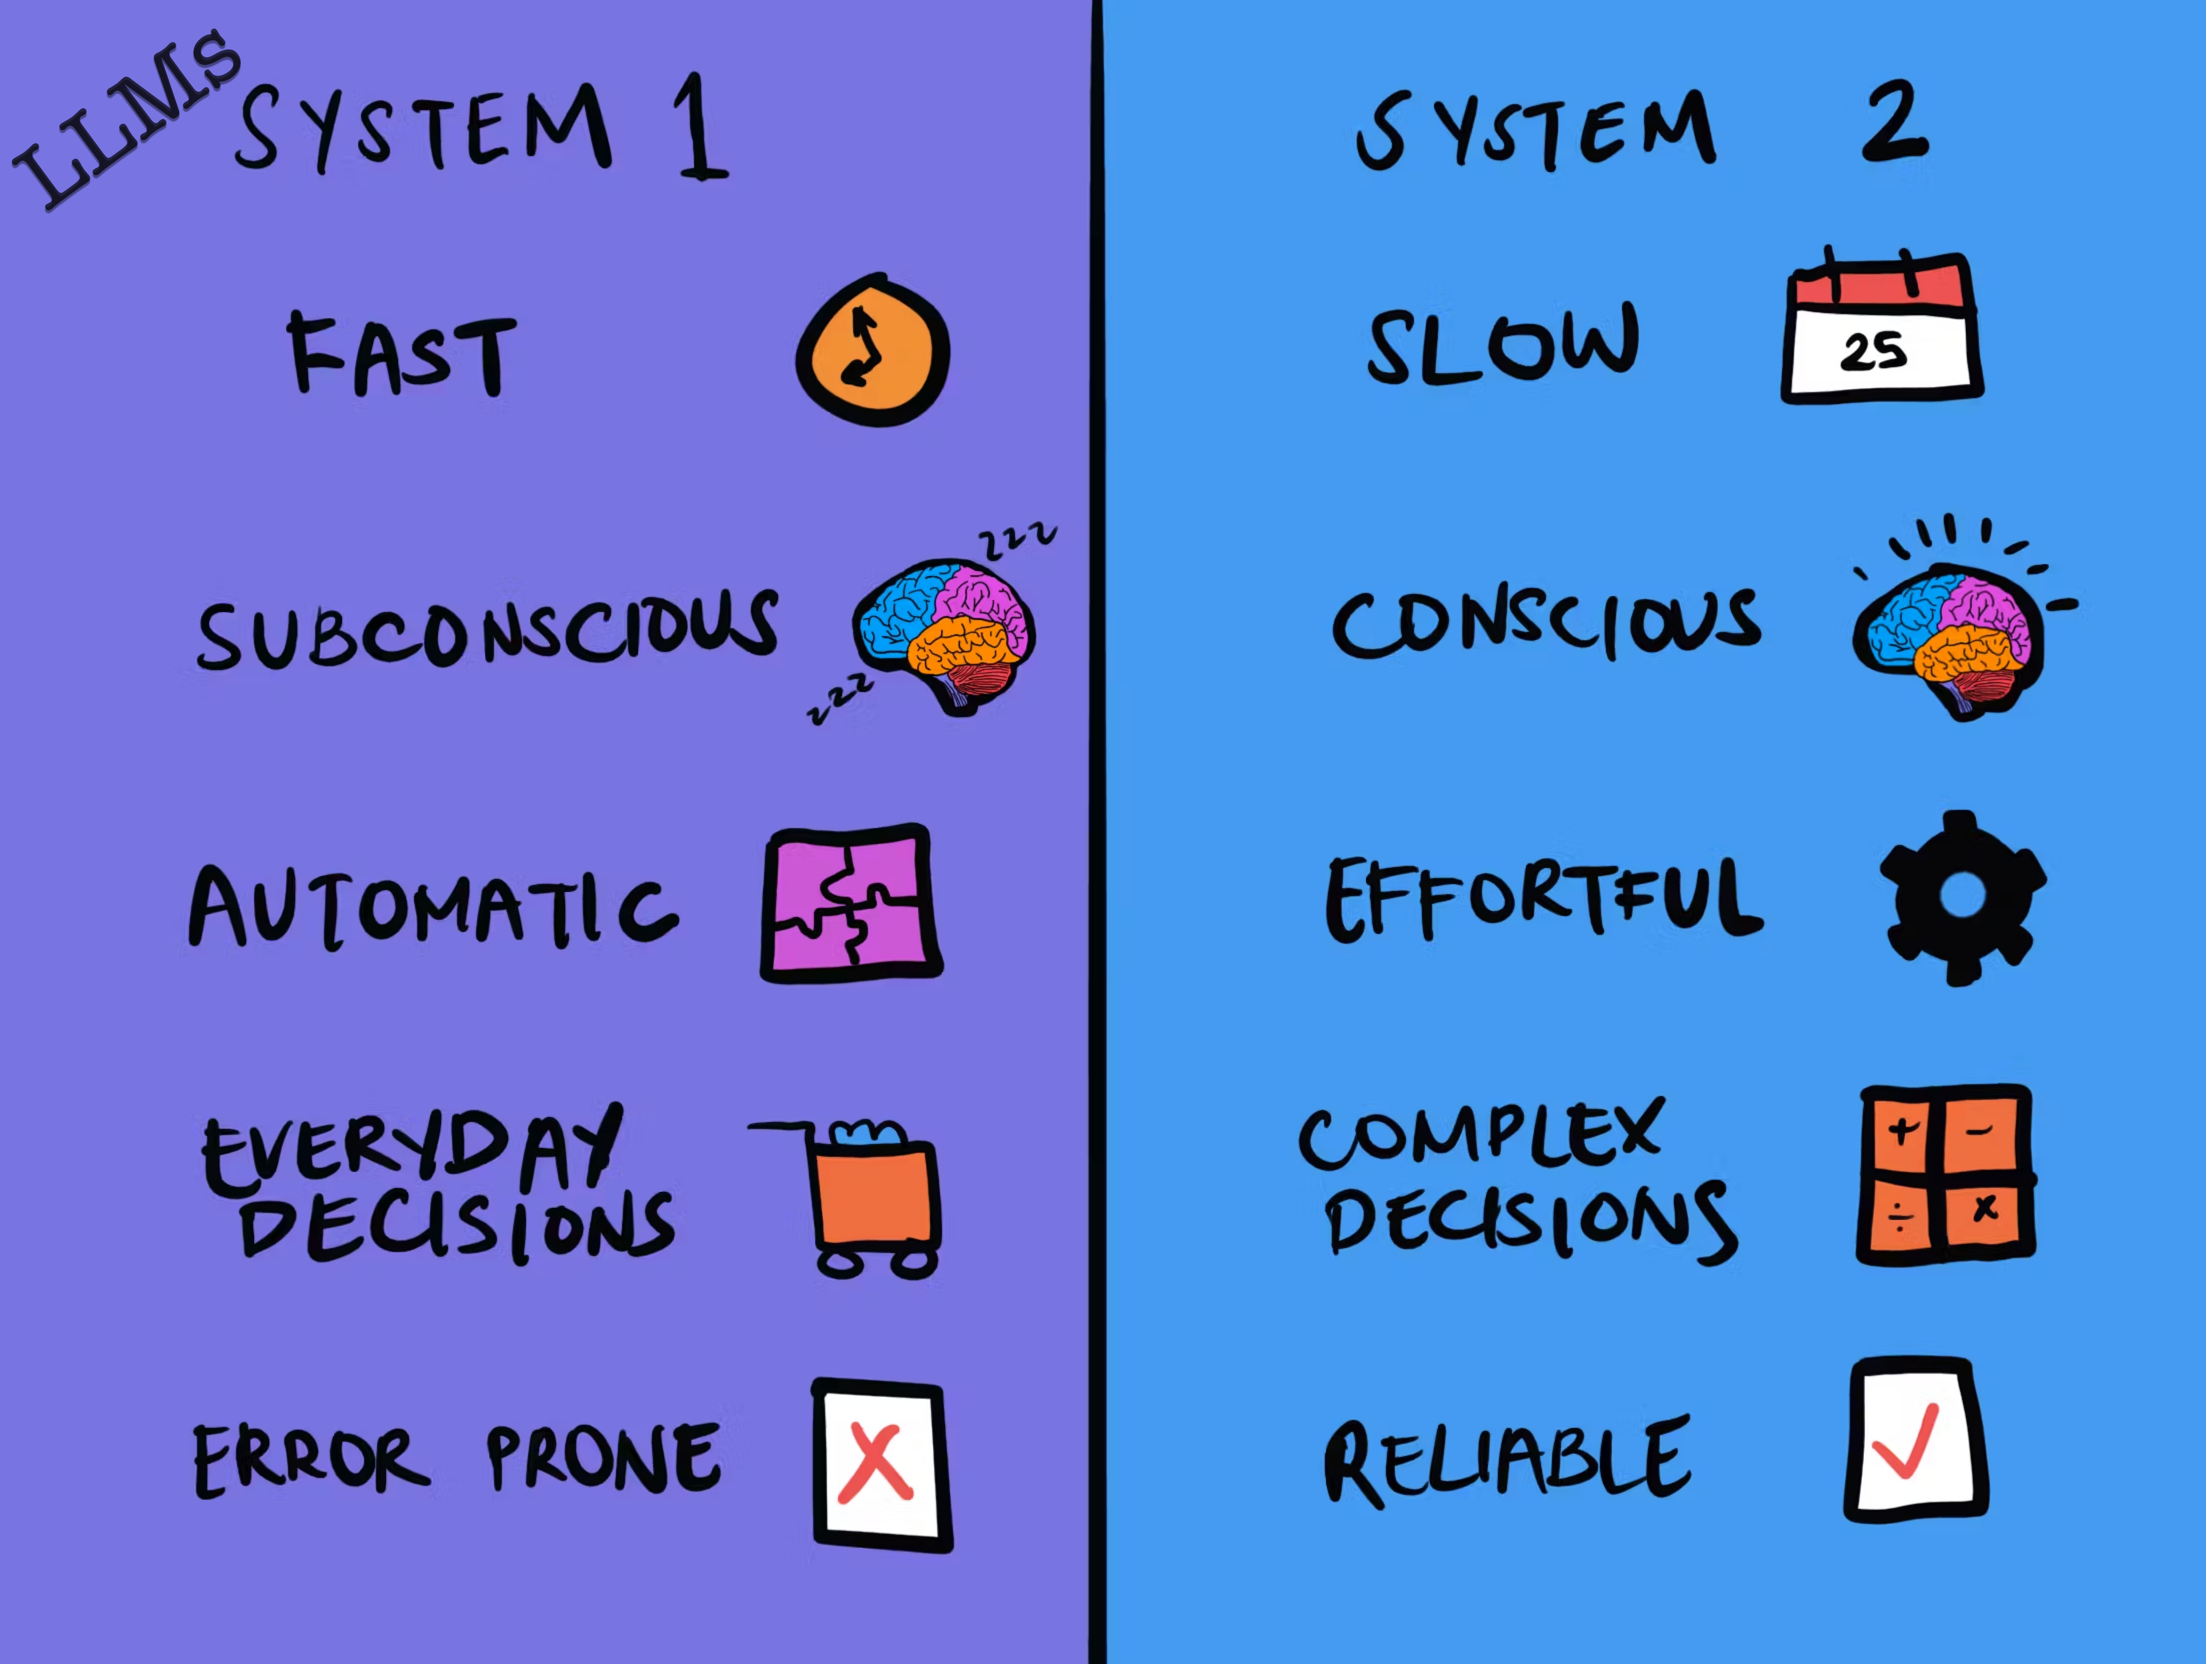 LLMs
SYSTEM 1
FAST
SUBCONSCIOUS
zzz
zzz
AUTOMATIC
EVERYDAY
DECISIONS
ERROR PRONE
X
SYSTEM 2
SLOW
25
CONSCIOUS
EFFORTFUL
COMPLEX
DECISIONS
+ -
÷ x
RELIABLE